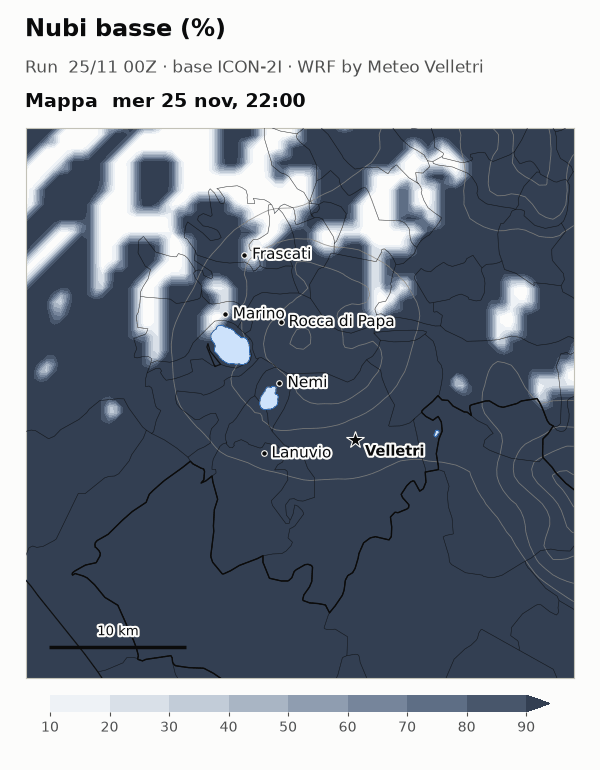 Nubi basse (%)
Run 25/11 00Z · base ICON-2I · WRF by Meteo Velletri
Mappa mer 25 nov, 22:00
Frascati
Marino
Rocca di Papa
Nemi
Velletri
Lanuvio
10 km
10 20 30 40 50 60 70 80 90